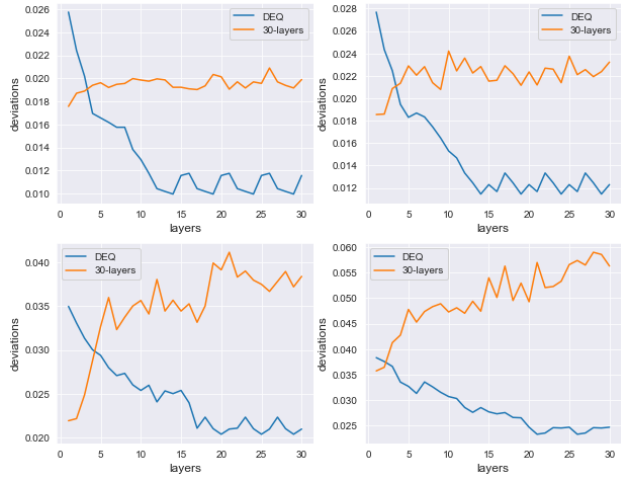 0.026
0.024
0.022
0.020
0.018
0.016
0.014
0.012
0.010
deviations
DEQ
30-layers
0 5 10 15 20 25 30
layers
0.028
0.026
0.024
0.022
0.020
0.018
0.016
0.014
0.012
deviations
DEQ
30-layers
0 5 10 15 20 25 30
layers
0.040
0.035
0.030
0.025
0.020
deviations
DEQ
30-layers
0 5 10 15 20 25 30
layers
0.060
0.055
0.050
0.045
0.040
0.035
0.030
0.025
deviations
DEQ
30-layers
0 5 10 15 20 25 30
layers